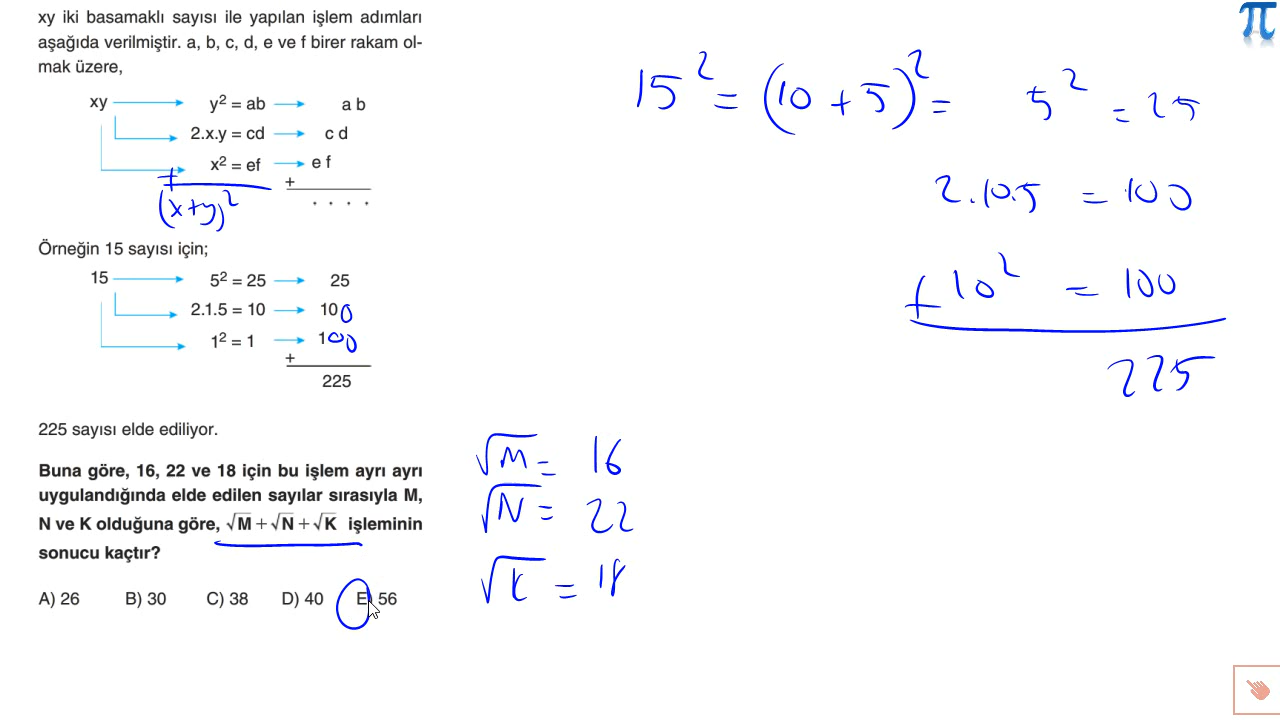 xy iki basamaklı sayısı ile yapılan işlem adımları
aşağıda verilmiştir. a, b, c, d, e ve f birer rakam ol-
mak üzere,
xy y² = ab a b
2.x.y = cd c d
x² = ef e f
+ +
(x+y)² . . . .
Örneğin 15 sayısı için;
15 5² = 25 25
2.1.5 = 10 100
1² = 1 100
+
225
225 sayısı elde ediliyor.
Buna göre, 16, 22 ve 18 için bu işlem ayrı ayrı
uygulandığında elde edilen sayılar sırasıyla M,
N ve K olduğuna göre, √M + √N + √K işleminin
sonucu kaçtır?
A) 26 B) 30 C) 38 D) 40 E) 56
√M = 16
√N = 22
√K = 18
15² = (10 + 5)² = 5² = 25
2.10.5 = 100
+ 10² = 100
225
π